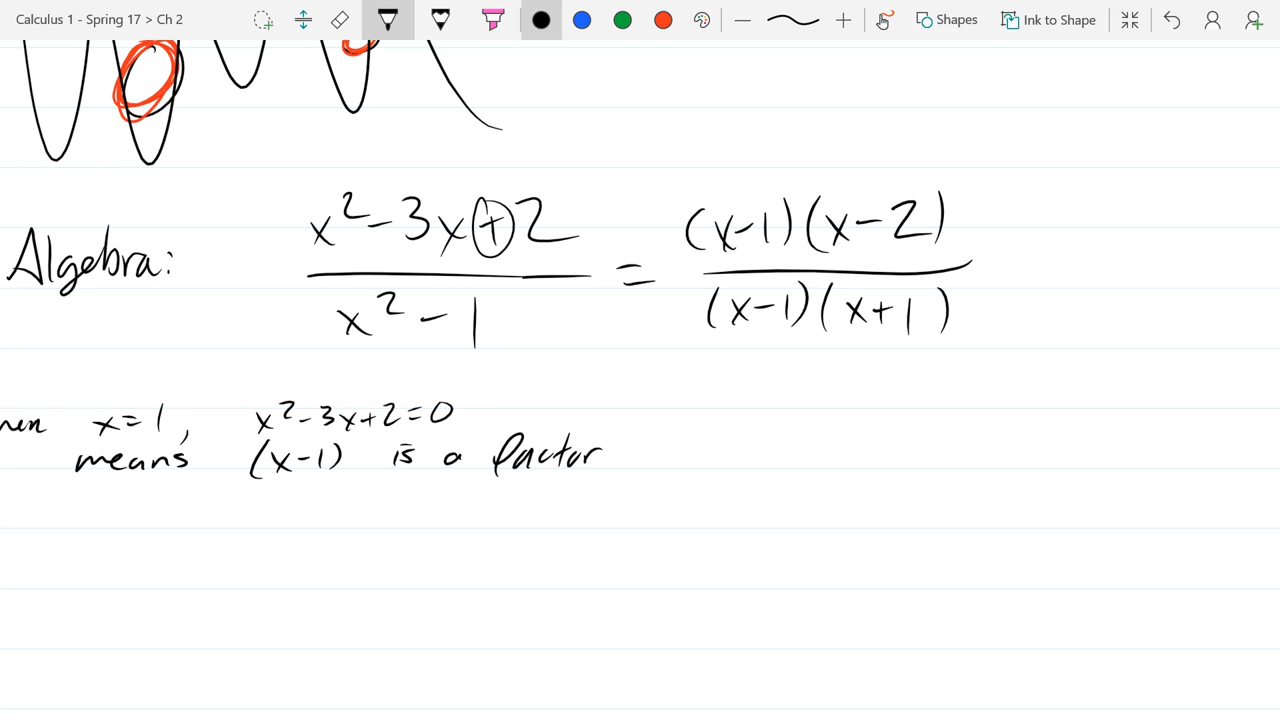 Calculus 1 - Spring 17 > Ch 2
Shapes
Ink to Shape
Algebra:
x²-3x+2 / x²-1 = (x-1)(x-2) / (x-1)(x+1)
x=1, x²-3x+2=0
means (x-1) is a factor